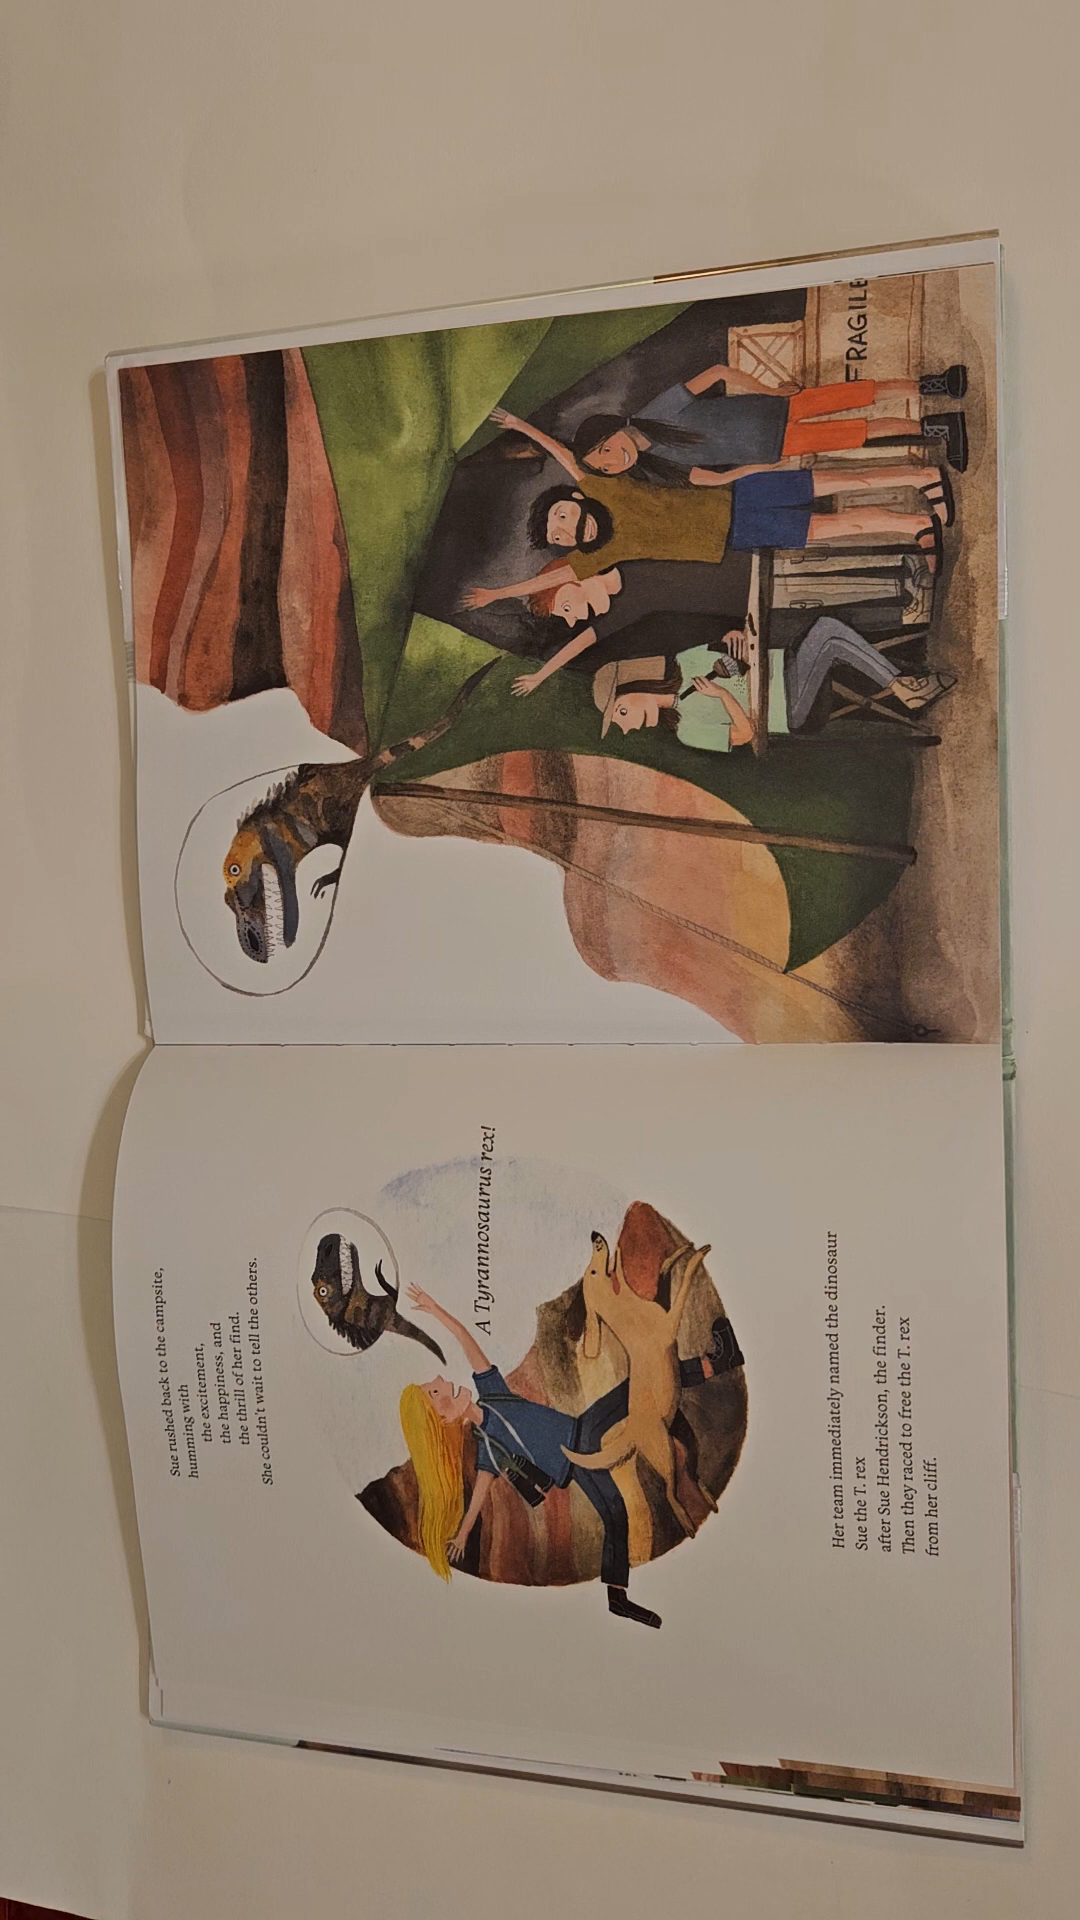 Sue rushed back to the campsite,
humming with
the excitement,
the happiness, and
the thrill of her find.
She couldn't wait to tell the others.
A Tyrannosaurus rex!
Her team immediately named the dinosaur
Sue the T. rex
after Sue Hendrickson, the finder.
Then they raced to free the T. rex
from her cliff.
FRAGILE